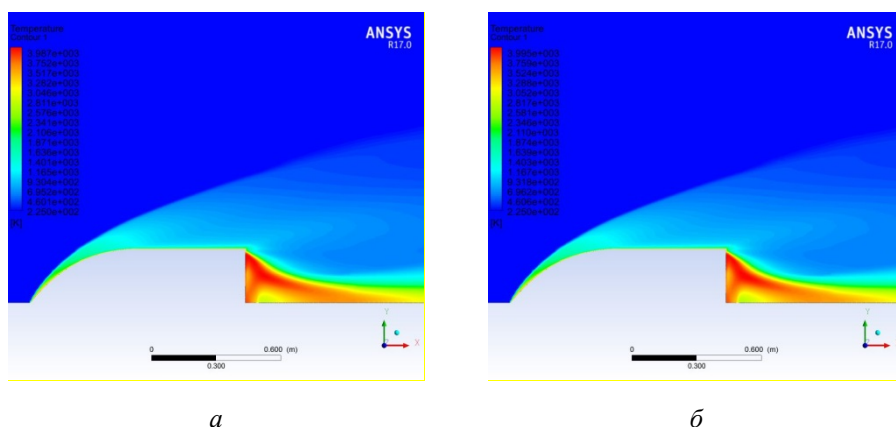 Temperature
Contour 1
3.987e+003
3.752e+003
3.517e+003
3.282e+003
3.046e+003
2.811e+003
2.576e+003
2.341e+003
2.106e+003
1.871e+003
1.636e+003
1.401e+003
1.165e+003
9.304e+002
6.952e+002
4.601e+002
2.250e+002
[K]
ANSYS
R17.0
0 0.600 (m)
0.300
Y
X
Temperature
Contour 1
3.995e+003
3.759e+003
3.524e+003
3.288e+003
3.052e+003
2.817e+003
2.581e+003
2.346e+003
2.110e+003
1.874e+003
1.639e+003
1.403e+003
1.167e+003
9.318e+002
6.962e+002
4.606e+002
2.250e+002
[K]
ANSYS
R17.0
0 0.600 (m)
0.300
Y
X
а б